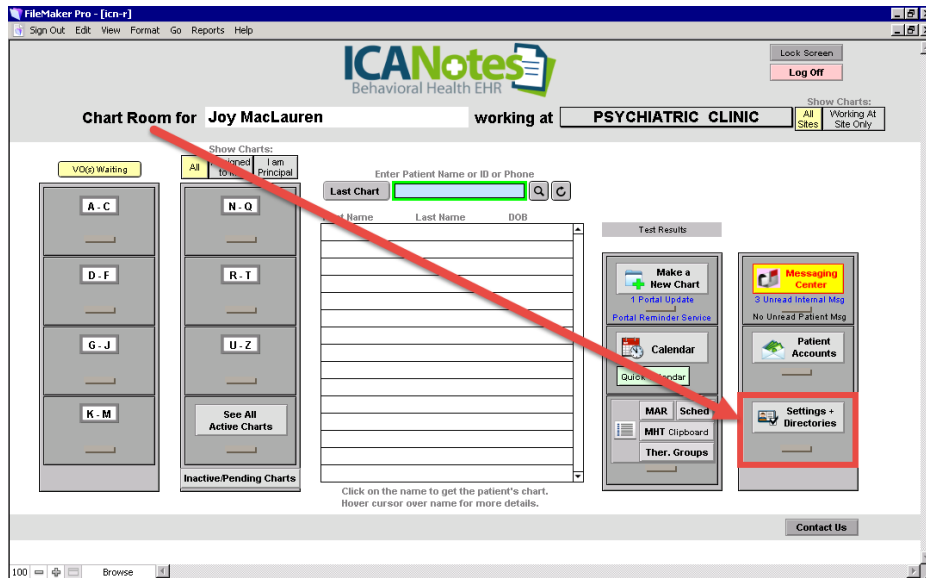 FileMaker Pro - [icn-r]
Sign Out Edit View Format Go Reports Help
ICANotes
Behavioral Health EHR
Lock Screen
Log Off
Chart Room for Joy MacLauren working at PSYCHIATRIC CLINIC
Show Charts:
All Sites
Working At Site Only
VO(s) Waiting
Show Charts:
All
to
I am Principal
Enter Patient Name or ID or Phone
Last Chart
Name Last Name DOB
A - C
D - F
G - J
K - M
N - Q
R - T
U - Z
See All
Active Charts
Inactive/Pending Charts
Click on the name to get the patient's chart.
Hover cursor over name for more details.
Test Results
Make a
New Chart
1 Portal Update
Portal Reminder Service
Calendar
Quick
MAR Sched
MHT Clipboard
Ther. Groups
Messaging
Center
3 Unread Internal Msg
No Unread Patient Msg
Patient
Accounts
Settings +
Directories
Contact Us
100 Browse